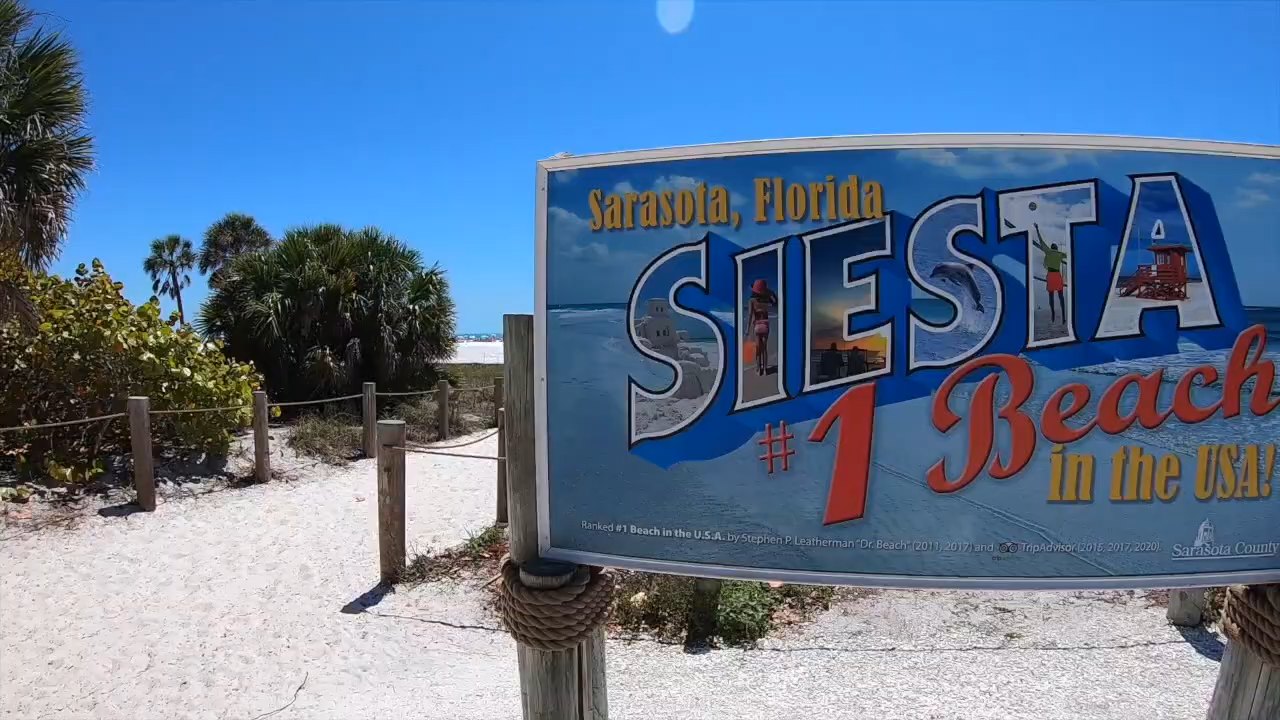 Sarasota, Florida
SIESTA
#1 Beach
in the USA!
Ranked #1 Beach in the U.S.A. by Stephen P. Leatherman "Dr. Beach" (2011, 2017) and TripAdvisor (2015, 2017, 2020)
Sarasota County